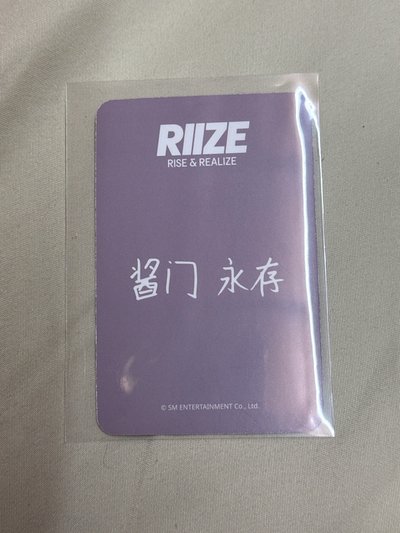 RIIZE
RISE & REALIZE
酱门 永存
© SM ENTERTAINMENT Co., Ltd.